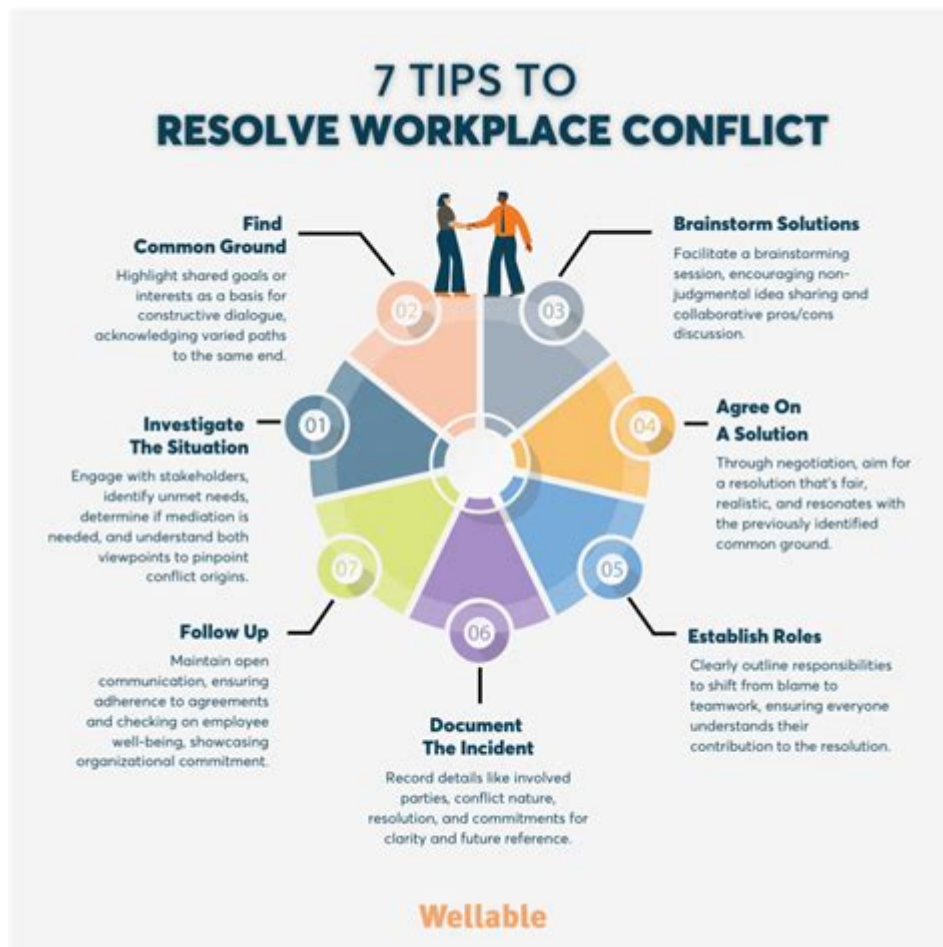 7 TIPS TO
RESOLVE WORKPLACE CONFLICT
01
Investigate
The Situation
Engage with stakeholders,
identify unmet needs,
determine if mediation is
needed, and understand both
viewpoints to pinpoint
conflict origins.
02
Find
Common Ground
Highlight shared goals or
interests as a basis for
constructive dialogue,
acknowledging varied paths
to the same end.
03
Brainstorm Solutions
Facilitate a brainstorming
session, encouraging non-
judgmental idea sharing and
collaborative pros/cons
discussion.
04
Agree On
A Solution
Through negotiation, aim for
a resolution that's fair,
realistic, and resonates with
the previously identified
common ground.
05
Establish Roles
Clearly outline responsibilities
to shift from blame to
teamwork, ensuring everyone
understands their
contribution to the resolution.
06
Document
The Incident
Record details like involved
parties, conflict nature,
resolution, and commitments for
clarity and future reference.
07
Follow Up
Maintain open
communication, ensuring
adherence to agreements
and checking on employee
well-being, showcasing
organizational commitment.
Wellable